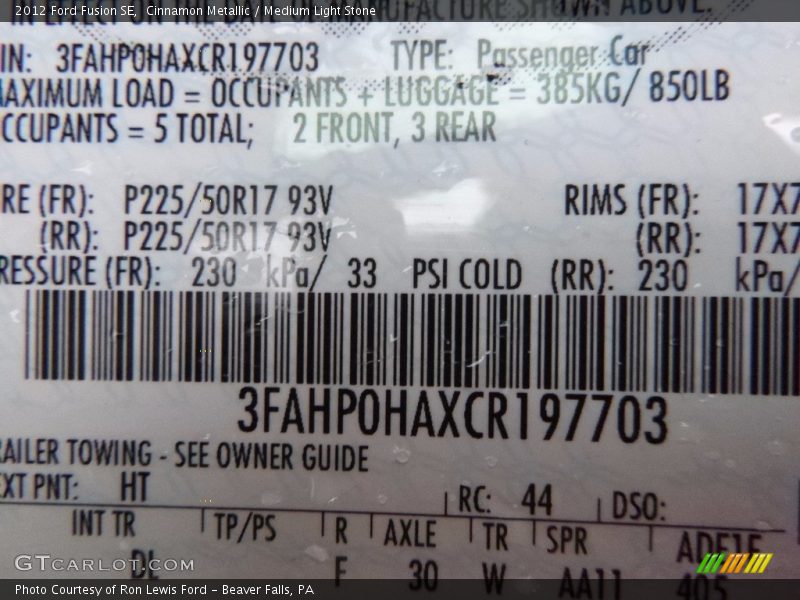 2012 Ford Fusion SE, Cinnamon Metallic / Medium Light Stone
IN: 3FAHP0HAXCR197703 TYPE: Passenger Car
MAXIMUM LOAD = OCCUPANTS + LUGGAGE = 385KG/ 850LB
CCUPANTS = 5 TOTAL; 2 FRONT, 3 REAR
RE (FR): P225/50R17 93V RIMS (FR): 17X7
(RR): P225/50R17 93V (RR): 17X7
RESSURE (FR): 230 kPa/ 33 PSI COLD (RR): 230 kPa/
3FAHP0HAXCR197703
RAILER TOWING - SEE OWNER GUIDE
EXT PNT: HT RC: 44 DSO:
INT TR TP/PS R AXLE TR SPR
DL F 30 W AA11 405
GTCARLOT.COM
Photo Courtesy of Ron Lewis Ford - Beaver Falls, PA